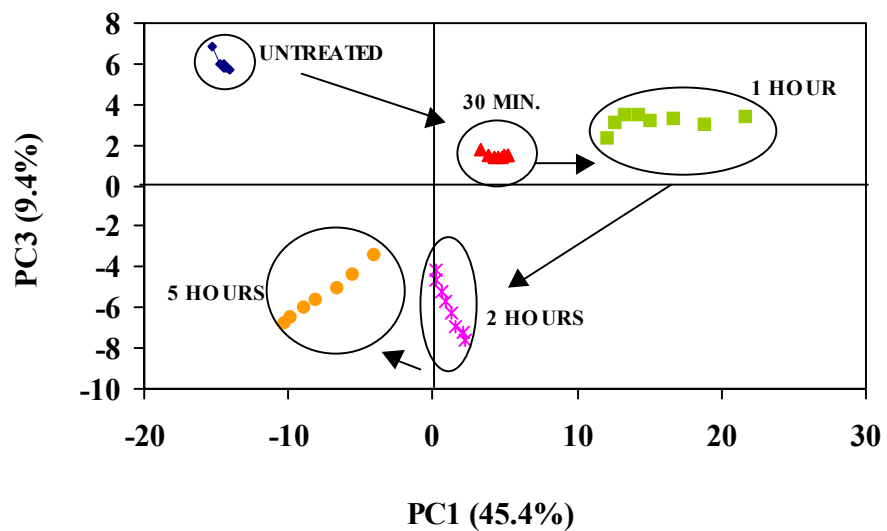 8
UNTREATED
6
1 HOUR
30 MIN.
4
2
0
PC3 (9.4%)
-2
-4
5 HOURS
2 HOURS
-6
-8
-10
-20 -10 0 10 20 30
PC1 (45.4%)